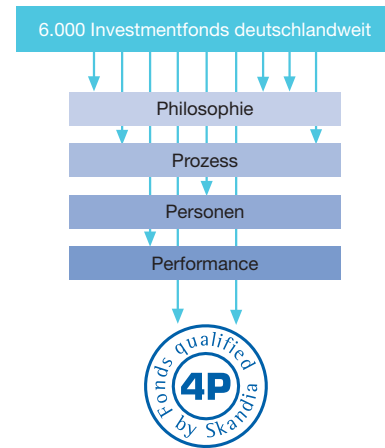 6.000 Investmentfonds deutschlandweit
Philosophie
Prozess
Personen
Performance
Fonds qualified
4P
by Skandia